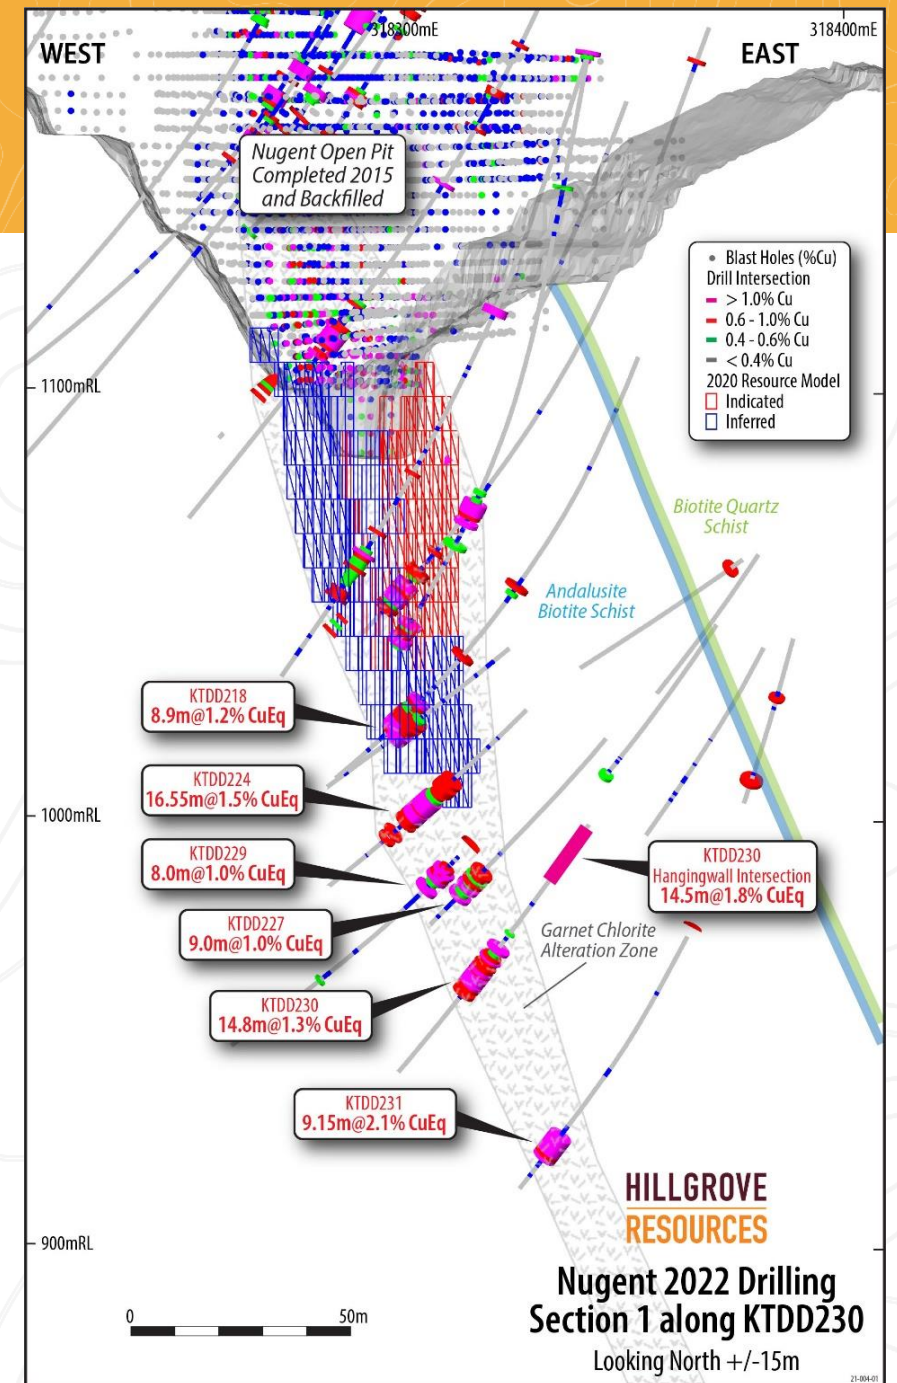 318300mE
318400mE
WEST
EAST
Nugent Open Pit
Completed 2015
and Backfilled
Blast Holes (%Cu)
Drill Intersection
> 1.0% Cu
0.6 - 1.0% Cu
0.4 - 0.6% Cu
< 0.4% Cu
2020 Resource Model
Indicated
Inferred
1100mRL
Biotite Quartz
Schist
Andalusite
Biotite Schist
KTDD218
8.9m@1.2% CuEq
KTDD224
16.55m@1.5% CuEq
1000mRL
KTDD229
8.0m@1.0% CuEq
KTDD230
Hangingwall Intersection
14.5m@1.8% CuEq
KTDD227
9.0m@1.0% CuEq
Garnet Chlorite
Alteration Zone
KTDD230
14.8m@1.3% CuEq
KTDD231
9.15m@2.1% CuEq
HILLGROVE
RESOURCES
900mRL
Nugent 2022 Drilling
Section 1 along KTDD230
Looking North +/-15m
0 50m
21-004-01